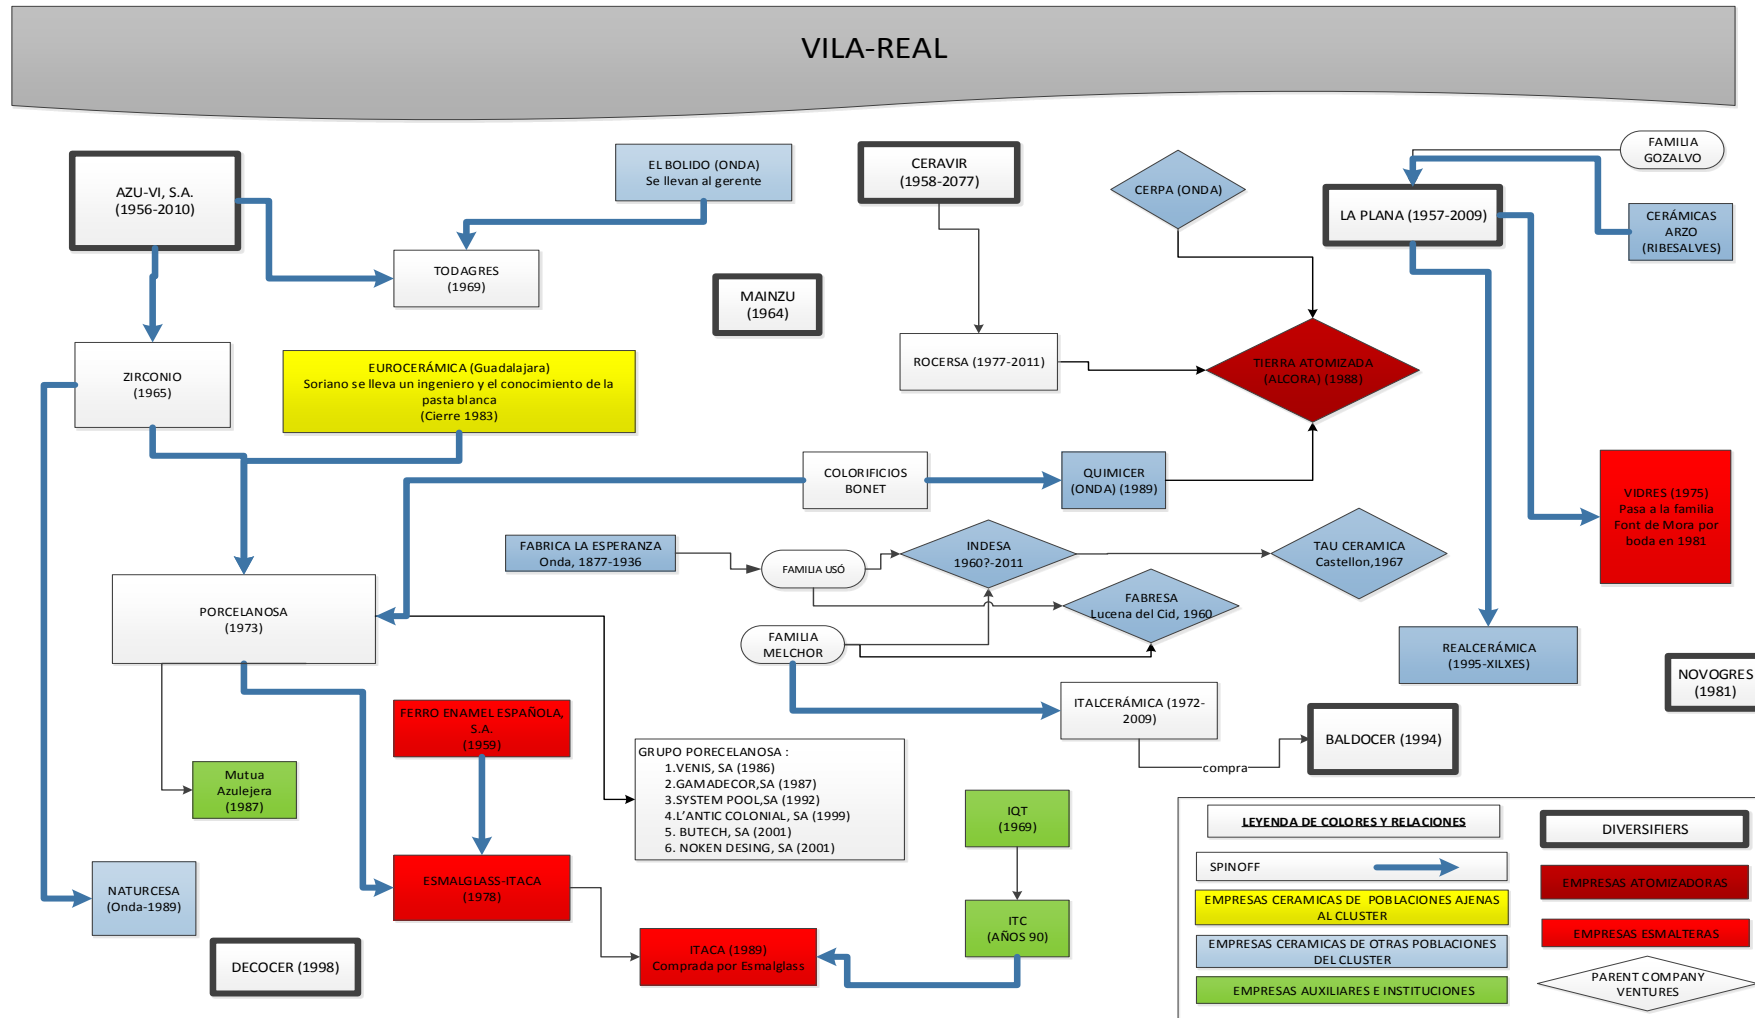 VILA-REAL
AZU-VI, S.A.
(1956-2010)
EL BOLIDO (ONDA)
Se llevan al gerente
CERAVIR
(1958-2077)
CERPA (ONDA)
FAMILIA
GOZALVO
LA PLANA (1957-2009)
CERÁMICAS
ARZO
(RIBESALVES)
TODAGRES
(1969)
MAINZU
(1964)
ZIRCONIO
(1965)
EUROCERÁMICA (Guadalajara)
Soriano se lleva un ingeniero y el conocimiento de la
pasta blanca
(Cierre 1983)
ROCERSA (1977-2011)
TIERRA ATOMIZADA
(ALCORA) (1988)
COLORIFICIOS
BONET
QUIMICER
(ONDA) (1989)
VIDRES (1975)
Pasa a la familia
Font de Mora por
boda en 1981
FABRICA LA ESPERANZA
Onda, 1877-1936
FAMILIA USÓ
INDESA
1960?-2011
TAU CERAMICA
Castellon,1967
FABRESA
Lucena del Cid, 1960
PORCELANOSA
(1973)
FAMILIA
MELCHOR
REALCERÁMICA
(1995-XILXES)
NOVOGRES
(1981)
ITALCERÁMICA (1972-
2009)
FERRO ENAMEL ESPAÑOLA,
S.A.
(1959)
BALDOCER (1994)
compra
GRUPO PORECELANOSA :
1.VENIS, SA (1986)
2.GAMADECOR,SA (1987)
3.SYSTEM POOL,SA (1992)
4.L'ANTIC COLONIAL, SA (1999)
5. BUTECH, SA (2001)
6. NOKEN DESING, SA (2001)
Mutua
Azulejera
(1987)
IQT
(1969)
NATURCESA
(Onda-1989)
ESMALGLASS-ITACA
(1978)
ITC
(AÑOS 90)
DECOCER (1998)
ITACA (1989)
Comprada por Esmalglass
LEYENDA DE COLORES Y RELACIONES
DIVERSIFIERS
SPINOFF
EMPRESAS ATOMIZADORAS
EMPRESAS CERAMICAS DE POBLACIONES AJENAS
AL CLUSTER
EMPRESAS ESMALTERAS
EMPRESAS CERAMICAS DE OTRAS POBLACIONES
DEL CLUSTER
PARENT COMPANY
VENTURES
EMPRESAS AUXILIARES E INSTITUCIONES